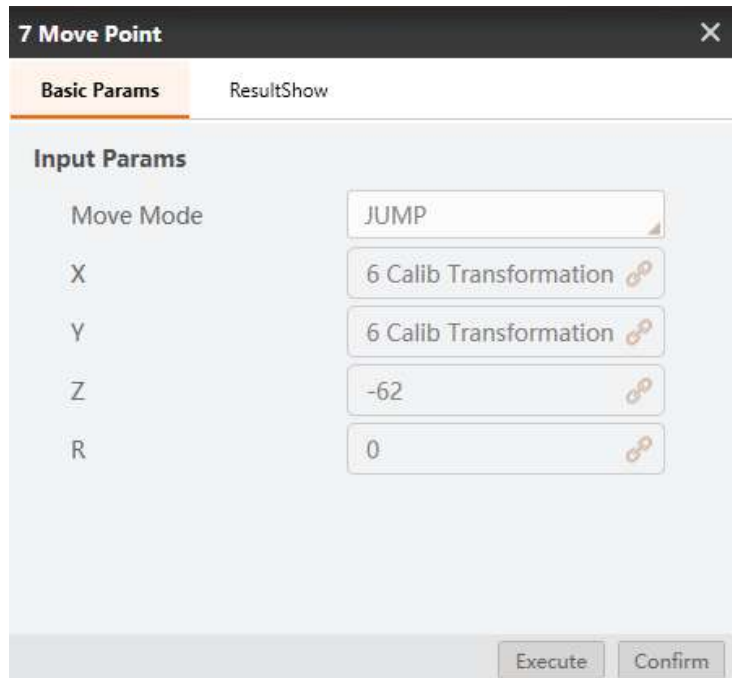 7 Move Point
Basic Params ResultShow
Input Params
Move Mode JUMP
X 6 Calib Transformation
Y 6 Calib Transformation
Z -62
R 0
Execute Confirm